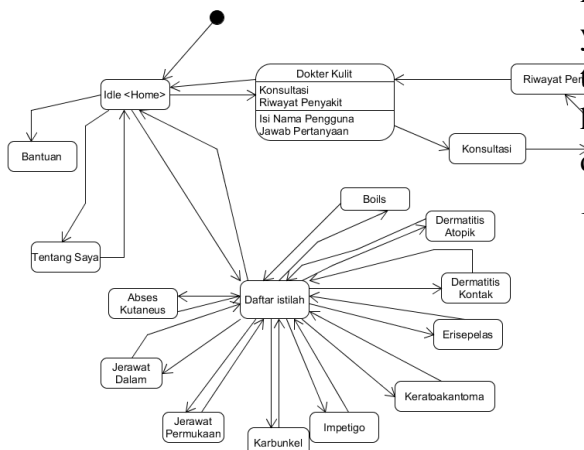 Idle <Home>
Dokter Kulit
Konsultasi
Riwayat Penyakit
Isi Nama Pengguna
Jawab Pertanyaan
Bantuan
Konsultasi
Tentang Saya
Boils
Dermatitis
Atopik
Dermatitis
Kontak
Abses
Kutaneus
Daftar istilah
Erisepelas
Jerawat
Dalam
Keratoakantoma
Jerawat
Permukaan
Karbunkel
Impetigo
Riwayat